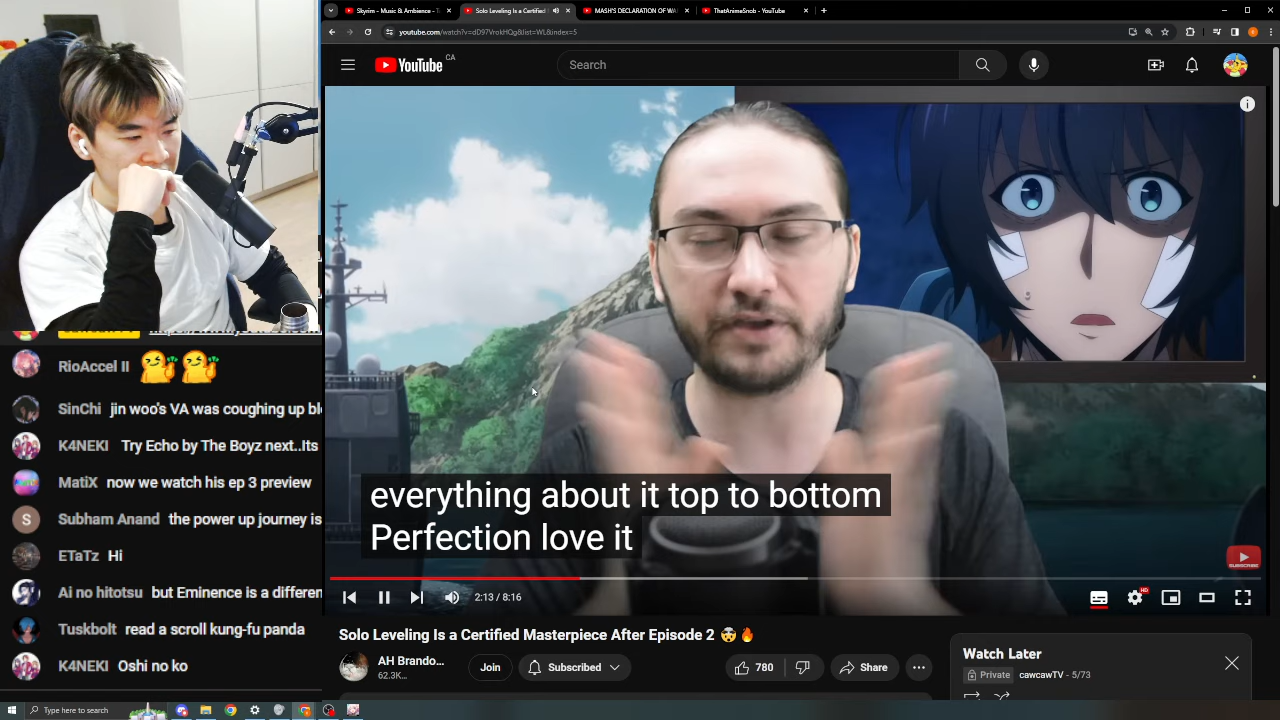 Skyrim - Music & Ambience - T
Solo Leveling Is a Certified
MASH'S DECLARATION OF WA
ThatAnimeSnob - YouTube
youtube.com/watch?v=dD97VrokHQg&list=WL&index=5
YouTube CA
Search
everything about it top to bottom
Perfection love it
SUBSCRIBE
2:13 / 8:16
HD
Solo Leveling Is a Certified Masterpiece After Episode 2 🤯🔥
AH Brando...
62.3K...
Join
Subscribed
780
Share
Watch Later
Private cawcawTV - 5/73
RioAccel II
SinChi jin woo's VA was coughing up bl
K4NEKI Try Echo by The Boyz next..Its
MatiX now we watch his ep 3 preview
S Subham Anand the power up journey is
ETaTz Hi
Ai no hitotsu but Eminence is a differen
Tuskbolt read a scroll kung-fu panda
K4NEKI Oshi no ko
Type here to search